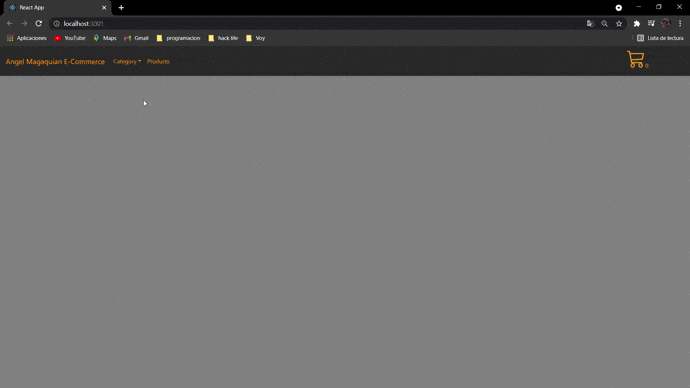 React App
localhost:3001
Aplicaciones YouTube Maps Gmail programacion hack life Voy Lista de lectura
Angel Magaquian E-Commerce Category Products 0